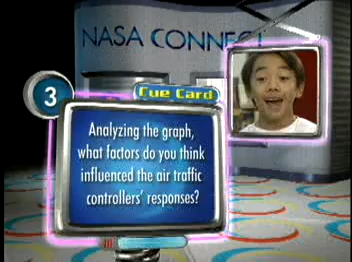 NASA CONNECT
3
Cue Card
Analyzing the graph,
what factors do you think
influenced the air traffic
controllers' responses?